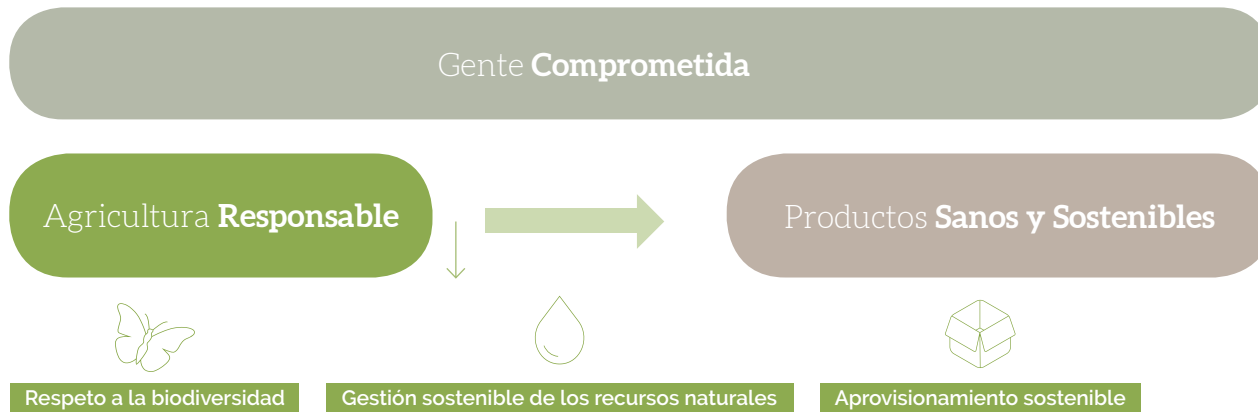 Gente Comprometida
Agricultura Responsable
Productos Sanos y Sostenibles
Respeto a la biodiversidad
Gestión sostenible de los recursos naturales
Aprovisionamiento sostenible